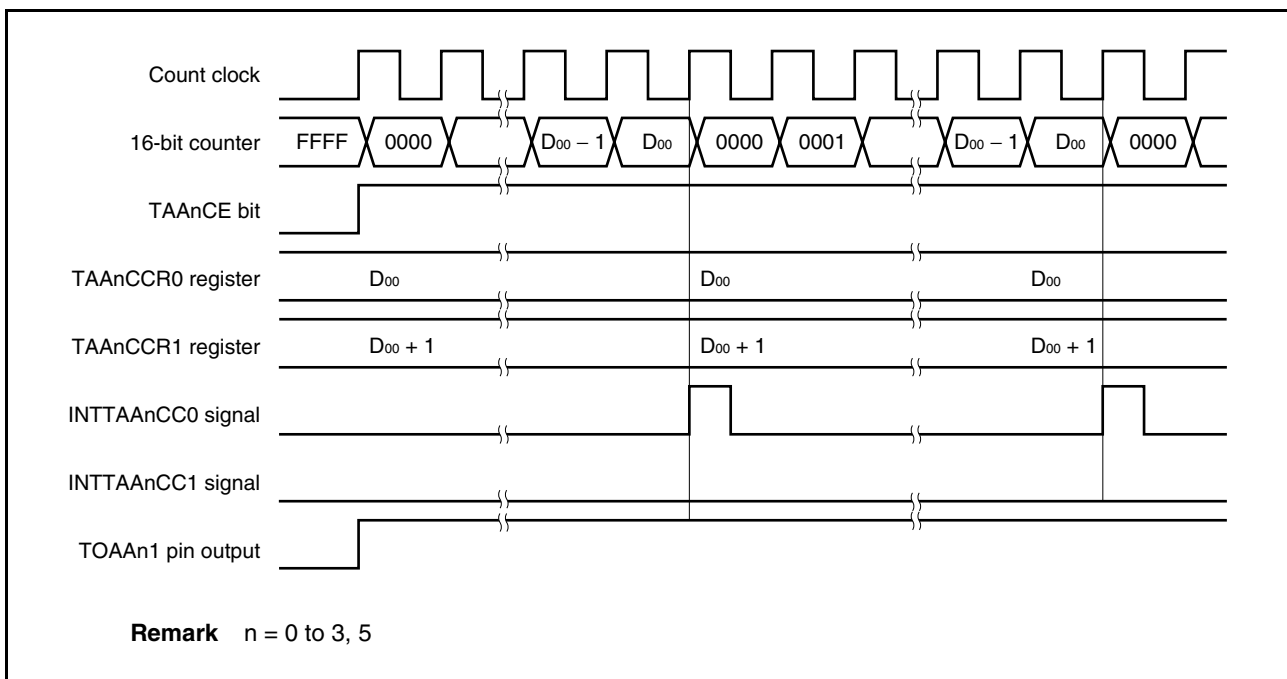 Count clock
16-bit counter FFFF 0000 D00 − 1 D00 0000 0001 D00 − 1 D00 0000
TAAnCE bit
TAAnCCR0 register D00 D00 D00
TAAnCCR1 register D00 + 1 D00 + 1 D00 + 1
INTTAAnCC0 signal
INTTAAnCC1 signal
TOAAn1 pin output
Remark n = 0 to 3, 5